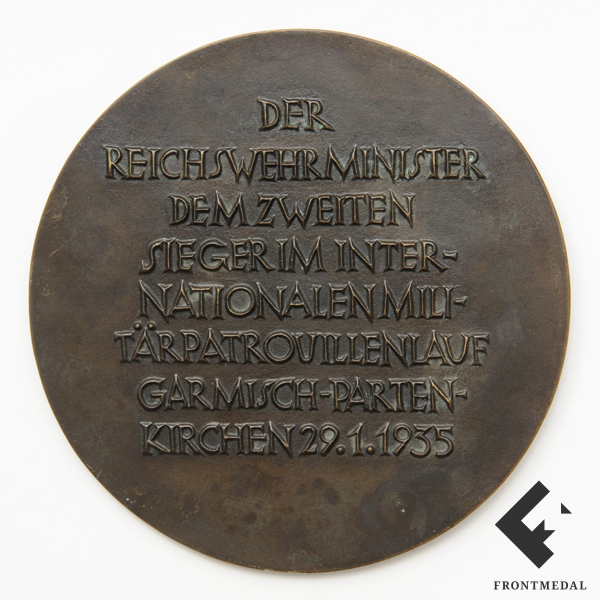 DER
REICHSWEHRMINISTER
DEM ZWEITEN
SIEGER IM INTER-
NATIONALEN MILI-
TÄRPATROUILLENLAUF
GARMISCH-PARTEN-
KIRCHEN 29.1.1935
FRONTMEDAL